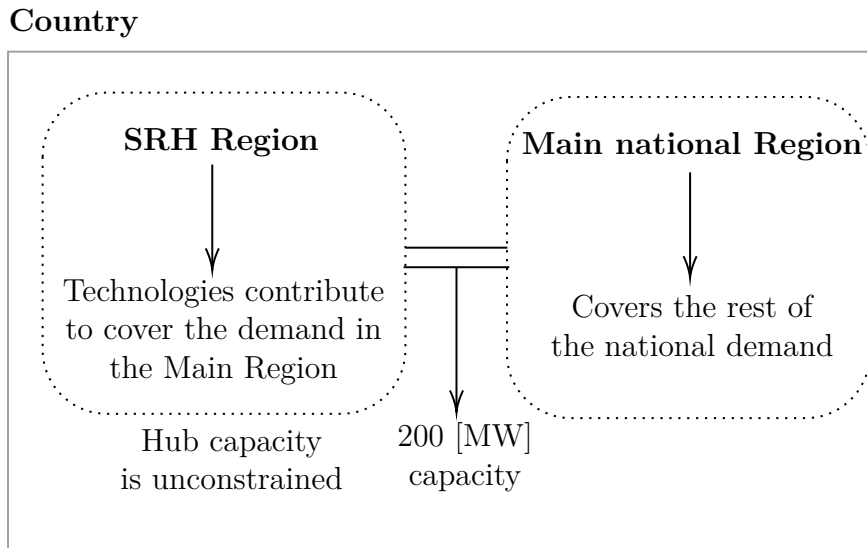 Country
SRH Region
Technologies contribute
to cover the demand in
the Main Region
Hub capacity
is unconstrained
200 [MW]
capacity
Main national Region
Covers the rest of
the national demand